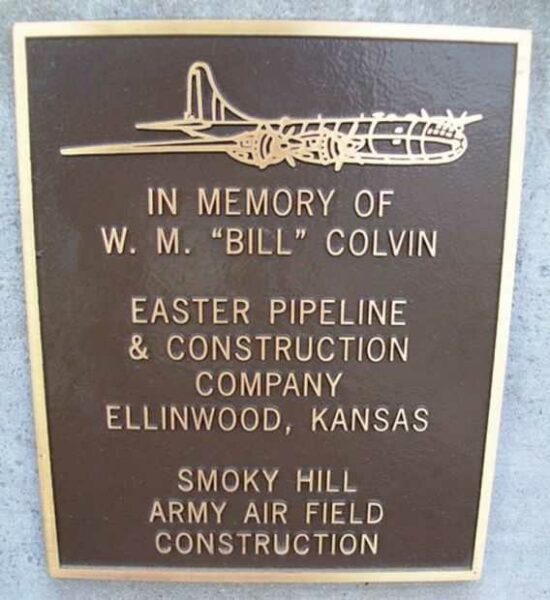 IN MEMORY OF
W. M. "BILL" COLVIN
EASTER PIPELINE
& CONSTRUCTION
COMPANY
ELLINWOOD, KANSAS
SMOKY HILL
ARMY AIR FIELD
CONSTRUCTION